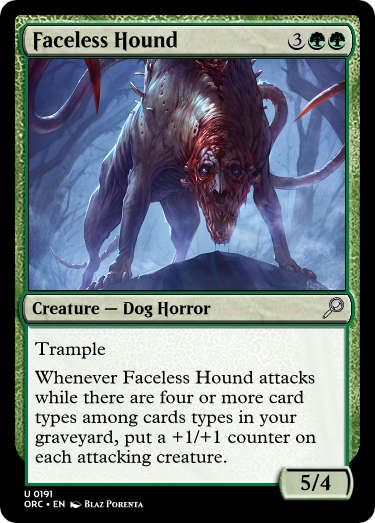 Faceless Hound 3
Creature — Dog Horror
Trample
Whenever Faceless Hound attacks
while there are four or more card
types among cards types in your
graveyard, put a +1/+1 counter on
each attacking creature.
5/4
U 0191
ORC • EN Blaz Porenta